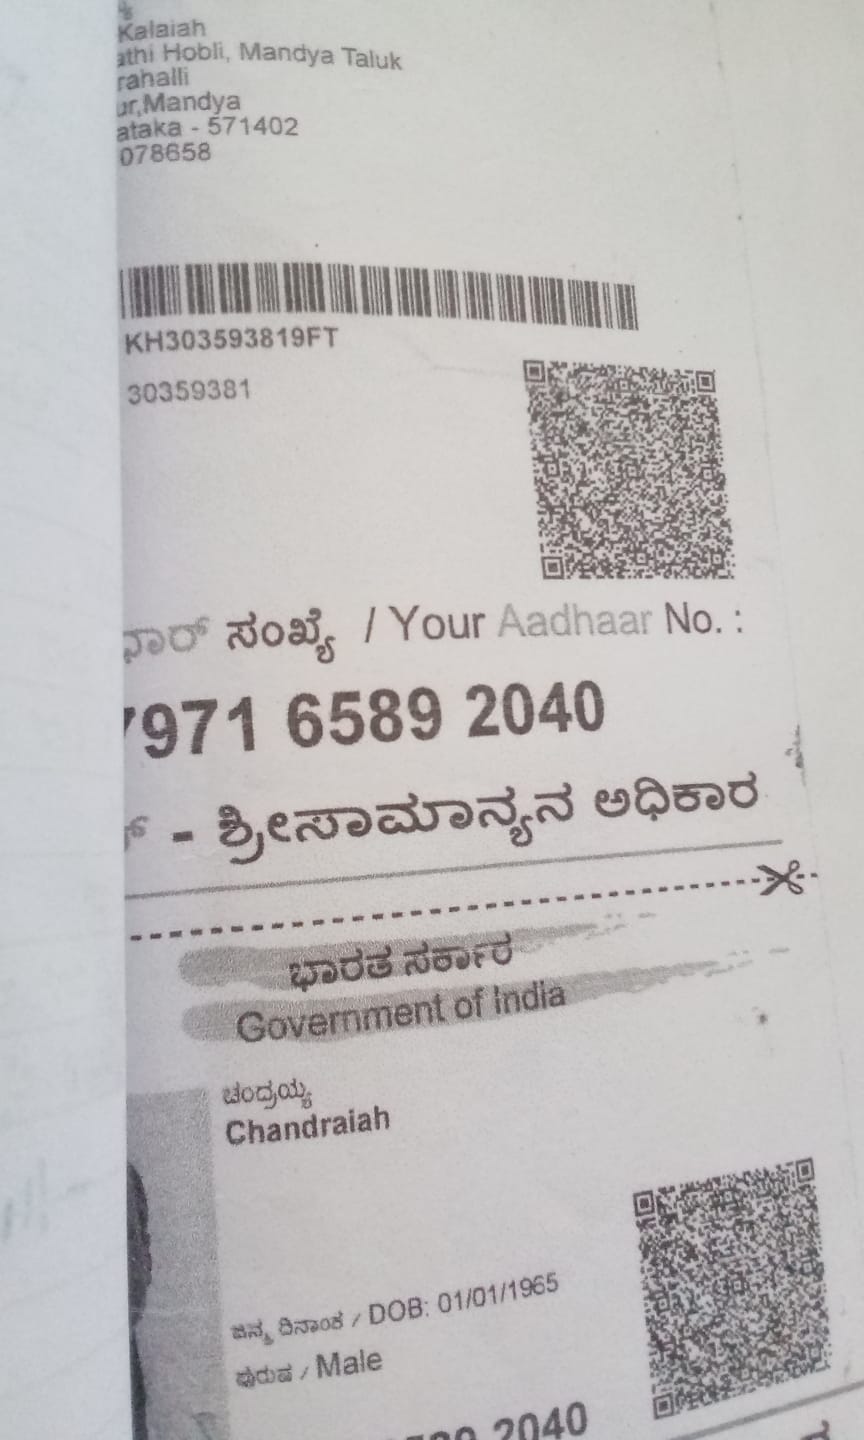 Kalaiah
athi Hobli, Mandya Taluk
rahalli
ur,Mandya
ataka - 571402
078658
KH303593819FT
30359381
ಧಾರ್ ಸಂಖ್ಯೆ / Your Aadhaar No. :
7971 6589 2040
- ಶ್ರೀಸಾಮಾನ್ಯನ ಅಧಿಕಾರ
ಭಾರತ ಸರ್ಕಾರ
Government of India
ಚಂದ್ರಯ್ಯ
Chandraiah
ಜನ್ಮ ದಿನಾಂಕ / DOB: 01/01/1965
ಪುರುಷ / Male
2040